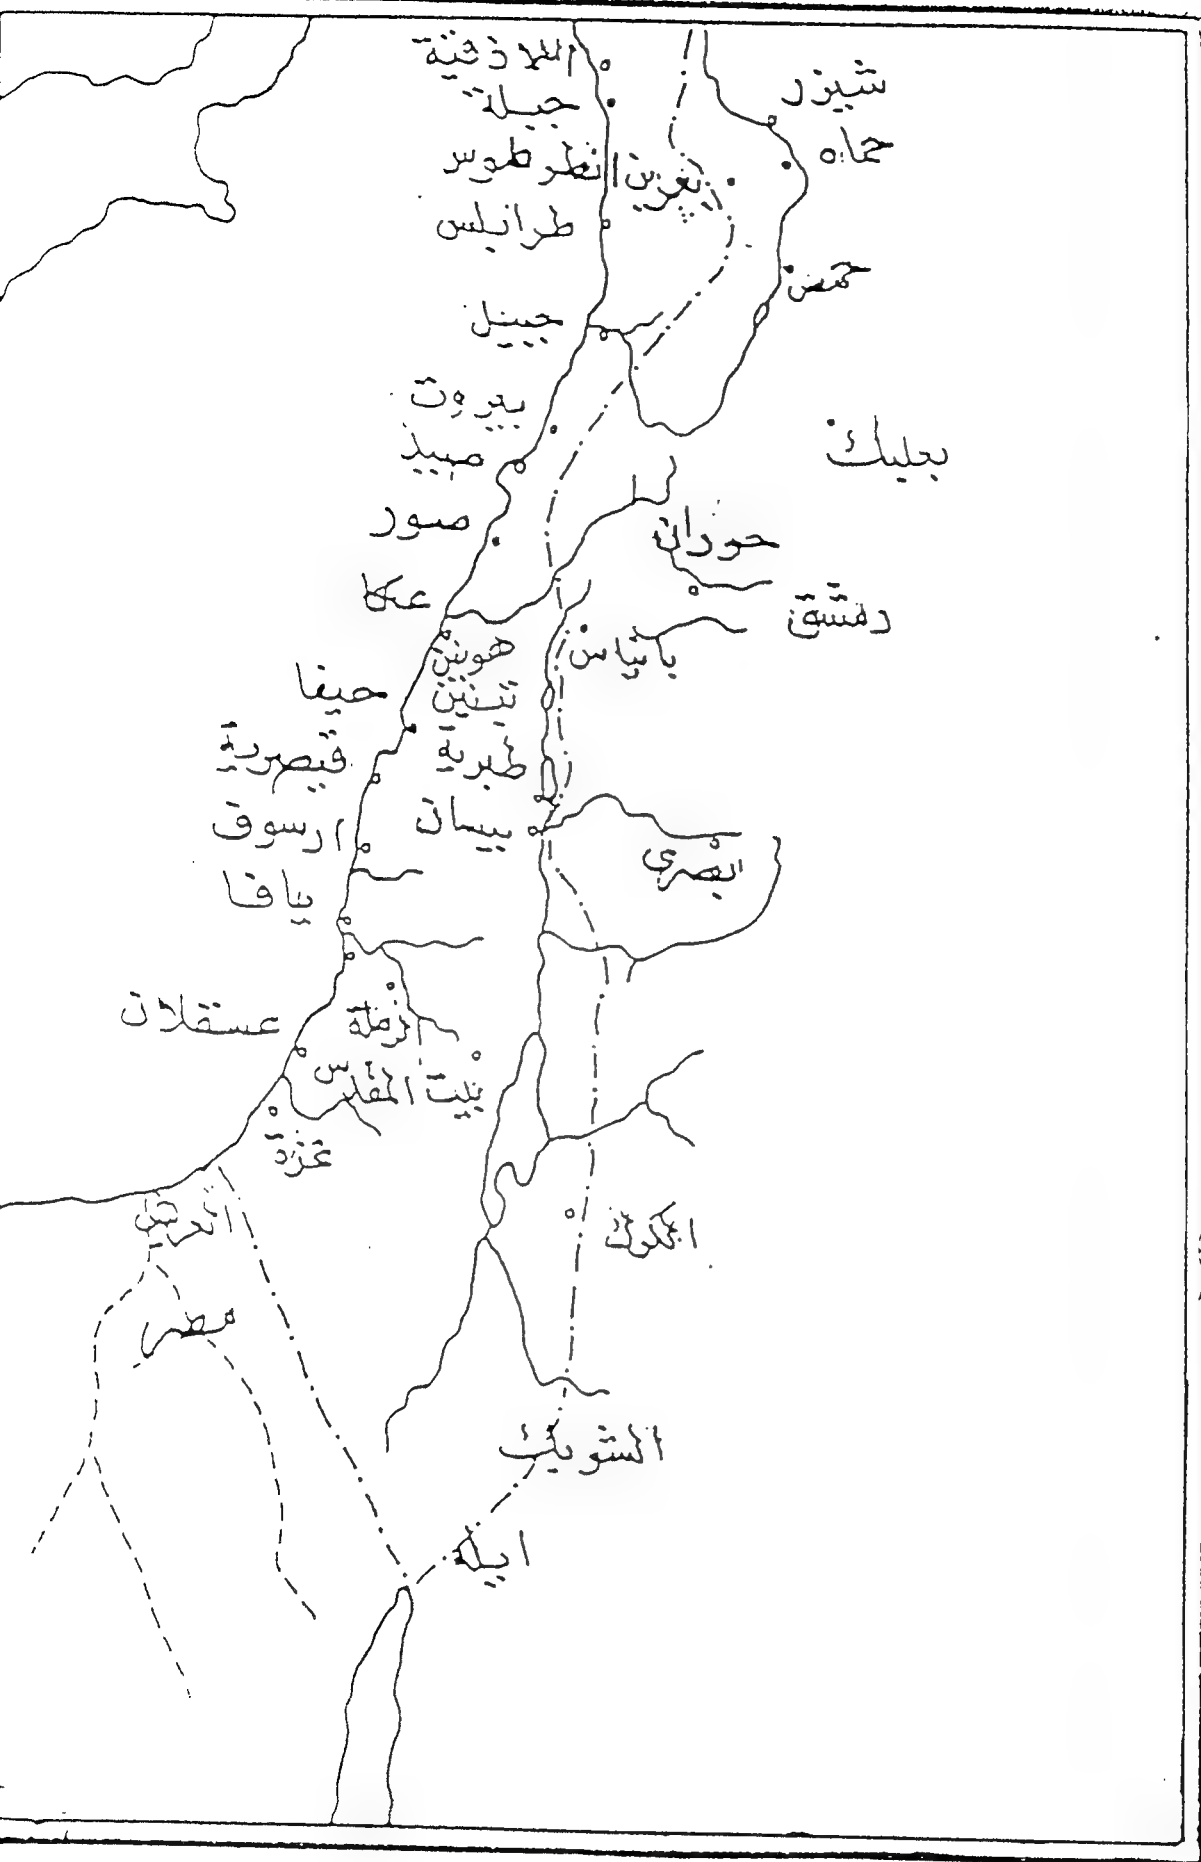 اللاذقية
شيزر
جبلة
حماه
انطرطوس
طرابلس
حمص
جبيل
بيروت
بعلبك
صيدا
صور
حوران
عكا
دمشق
هونين
بانياس
حيفا
تبنين
قيصرية
طبرية
ارسوف
بيسان
بصرى
يافا
عسقلان
الرملة
بيت المقدس
غزة
العريش
الكرك
مصر
الشوبك
ايلة